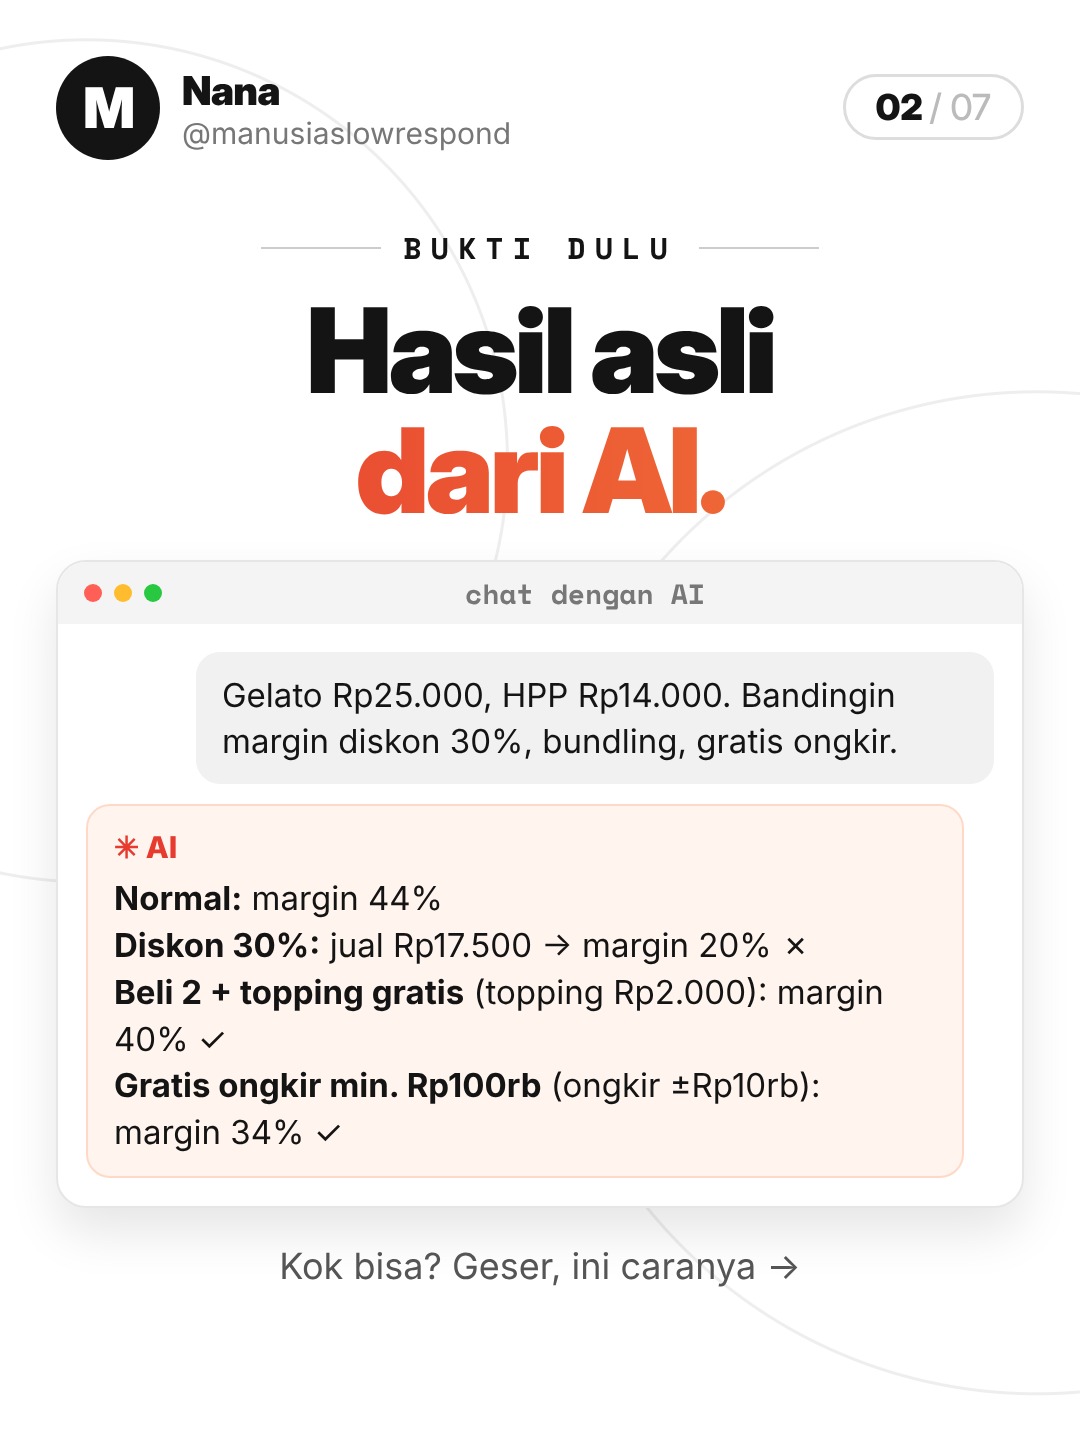 M
Nana
@manusiaslowrespond
02 / 07
BUKTI DULU
Hasil asli
dari AI.
chat dengan AI
Gelato Rp25.000, HPP Rp14.000. Bandingin
margin diskon 30%, bundling, gratis ongkir.
✳ AI
Normal: margin 44%
Diskon 30%: jual Rp17.500 → margin 20% ×
Beli 2 + topping gratis (topping Rp2.000): margin
40% ✓
Gratis ongkir min. Rp100rb (ongkir ±Rp10rb):
margin 34% ✓
Kok bisa? Geser, ini caranya →